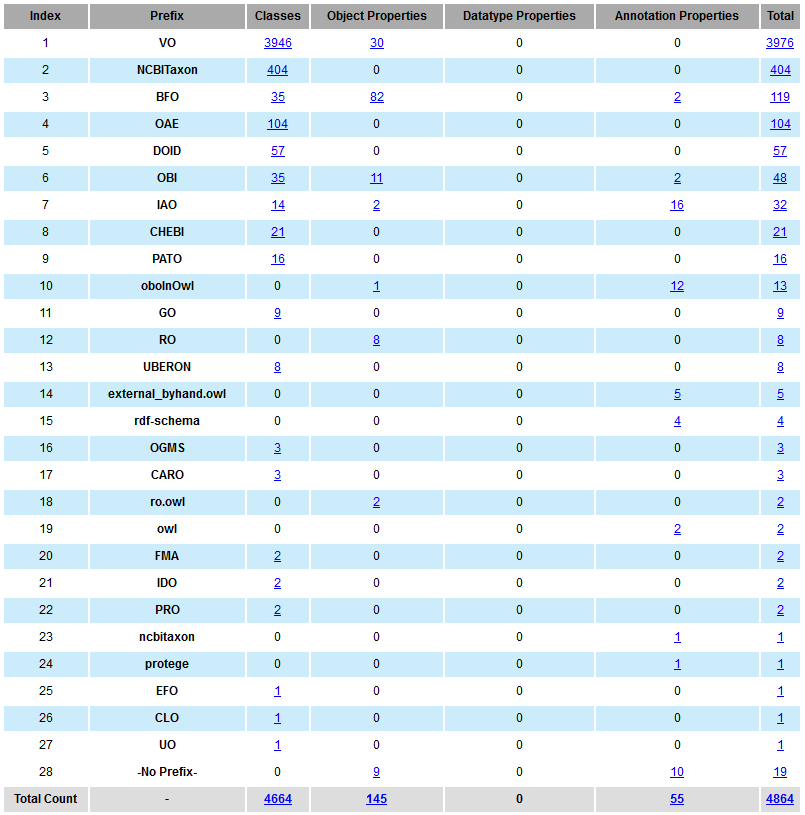 Index Prefix Classes Object Properties Datatype Properties Annotation Properties Total
1 VO 3946 30 0 0 3976
2 NCBITaxon 404 0 0 0 404
3 BFO 35 82 0 2 119
4 OAE 104 0 0 0 104
5 DOID 57 0 0 0 57
6 OBI 35 11 0 2 48
7 IAO 14 2 0 16 32
8 CHEBI 21 0 0 0 21
9 PATO 16 0 0 0 16
10 oboInOwl 0 1 0 12 13
11 GO 9 0 0 0 9
12 RO 0 8 0 0 8
13 UBERON 8 0 0 0 8
14 external_byhand.owl 0 0 0 5 5
15 rdf-schema 0 0 0 4 4
16 OGMS 3 0 0 0 3
17 CARO 3 0 0 0 3
18 ro.owl 0 2 0 0 2
19 owl 0 0 0 2 2
20 FMA 2 0 0 0 2
21 IDO 2 0 0 0 2
22 PRO 2 0 0 0 2
23 ncbitaxon 0 0 0 1 1
24 protege 0 0 0 1 1
25 EFO 1 0 0 0 1
26 CLO 1 0 0 0 1
27 UO 1 0 0 0 1
28 -No Prefix- 0 9 0 10 19
Total Count - 4664 145 0 55 4864